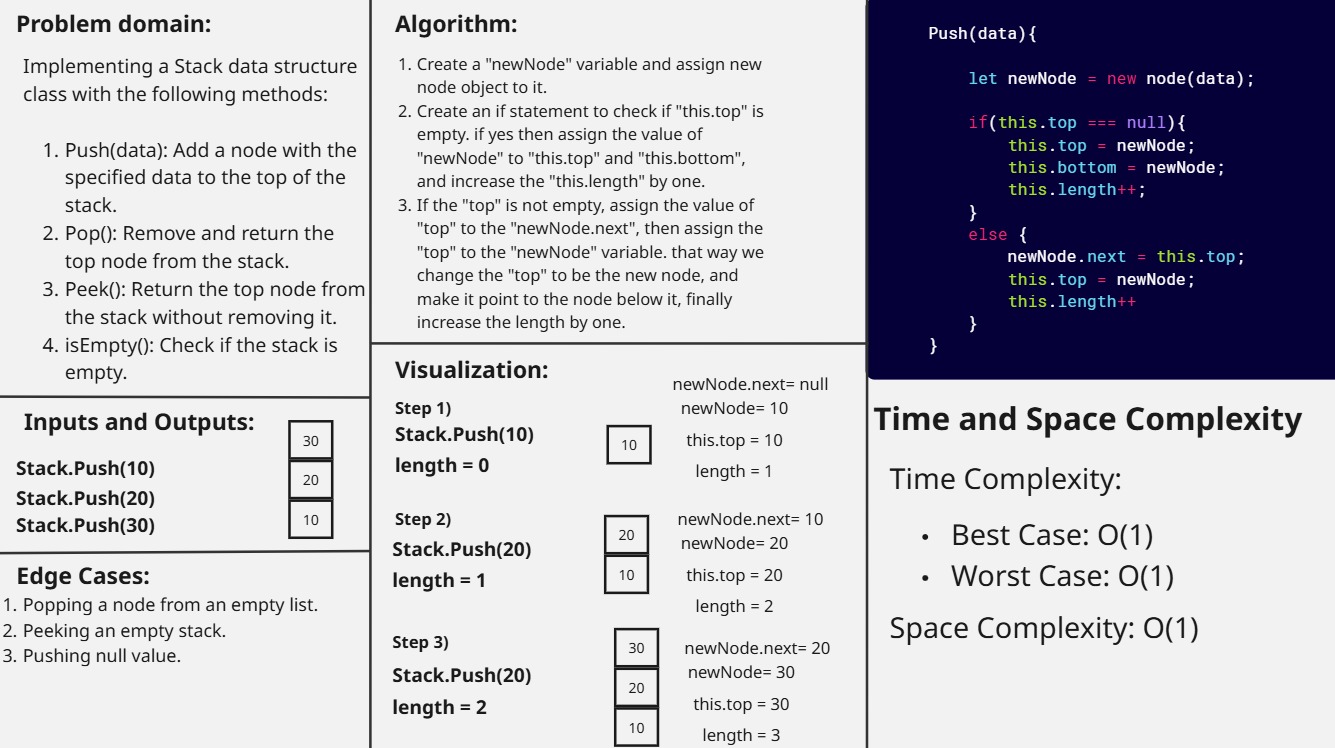 Problem domain:
Implementing a Stack data structure
class with the following methods:
1. Push(data): Add a node with the
specified data to the top of the
stack.
2. Pop(): Remove and return the
top node from the stack.
3. Peek(): Return the top node from
the stack without removing it.
4. isEmpty(): Check if the stack is
empty.
Inputs and Outputs:
Stack.Push(10)
Stack.Push(20)
Stack.Push(30)
30
20
10
Edge Cases:
1. Popping a node from an empty list.
2. Peeking an empty stack.
3. Pushing null value.
Algorithm:
1. Create a "newNode" variable and assign new
node object to it.
2. Create an if statement to check if "this.top" is
empty. if yes then assign the value of
"newNode" to "this.top" and "this.bottom",
and increase the "this.length" by one.
3. If the "top" is not empty, assign the value of
"top" to the "newNode.next", then assign the
"top" to the "newNode" variable. that way we
change the "top" to be the new node, and
make it point to the node below it, finally
increase the length by one.
Visualization:
Step 1)
Stack.Push(10)
length = 0
10
newNode.next= null
newNode= 10
this.top = 10
length = 1
Step 2)
Stack.Push(20)
length = 1
20
10
newNode.next= 10
newNode= 20
this.top = 20
length = 2
Step 3)
Stack.Push(20)
length = 2
30
20
10
newNode.next= 20
newNode= 30
this.top = 30
length = 3
Push(data){
let newNode = new node(data);
if(this.top === null){
this.top = newNode;
this.bottom = newNode;
this.length++;
}
else {
newNode.next = this.top;
this.top = newNode;
this.length++
}
}
Time and Space Complexity
Time Complexity:
• Best Case: O(1)
• Worst Case: O(1)
Space Complexity: O(1)